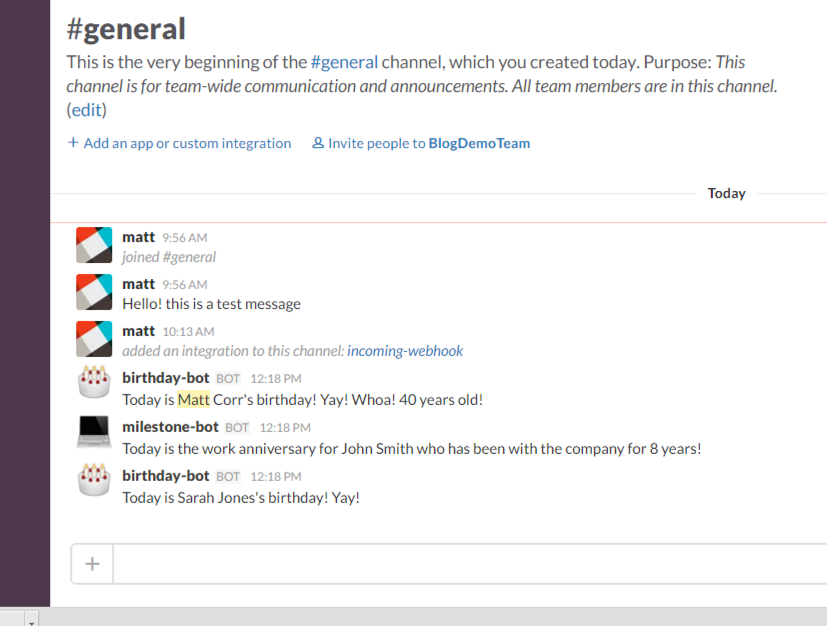 #general
This is the very beginning of the #general channel, which you created today. Purpose: This
channel is for team-wide communication and announcements. All team members are in this channel.
(edit)
+ Add an app or custom integration Invite people to BlogDemoTeam
Today
matt 9:56 AM
joined #general
matt 9:56 AM
Hello! this is a test message
matt 10:13 AM
added an integration to this channel: incoming-webhook
birthday-bot BOT 12:18 PM
Today is Matt Corr's birthday! Yay! Whoa! 40 years old!
milestone-bot BOT 12:18 PM
Today is the work anniversary for John Smith who has been with the company for 8 years!
birthday-bot BOT 12:18 PM
Today is Sarah Jones's birthday! Yay!
+